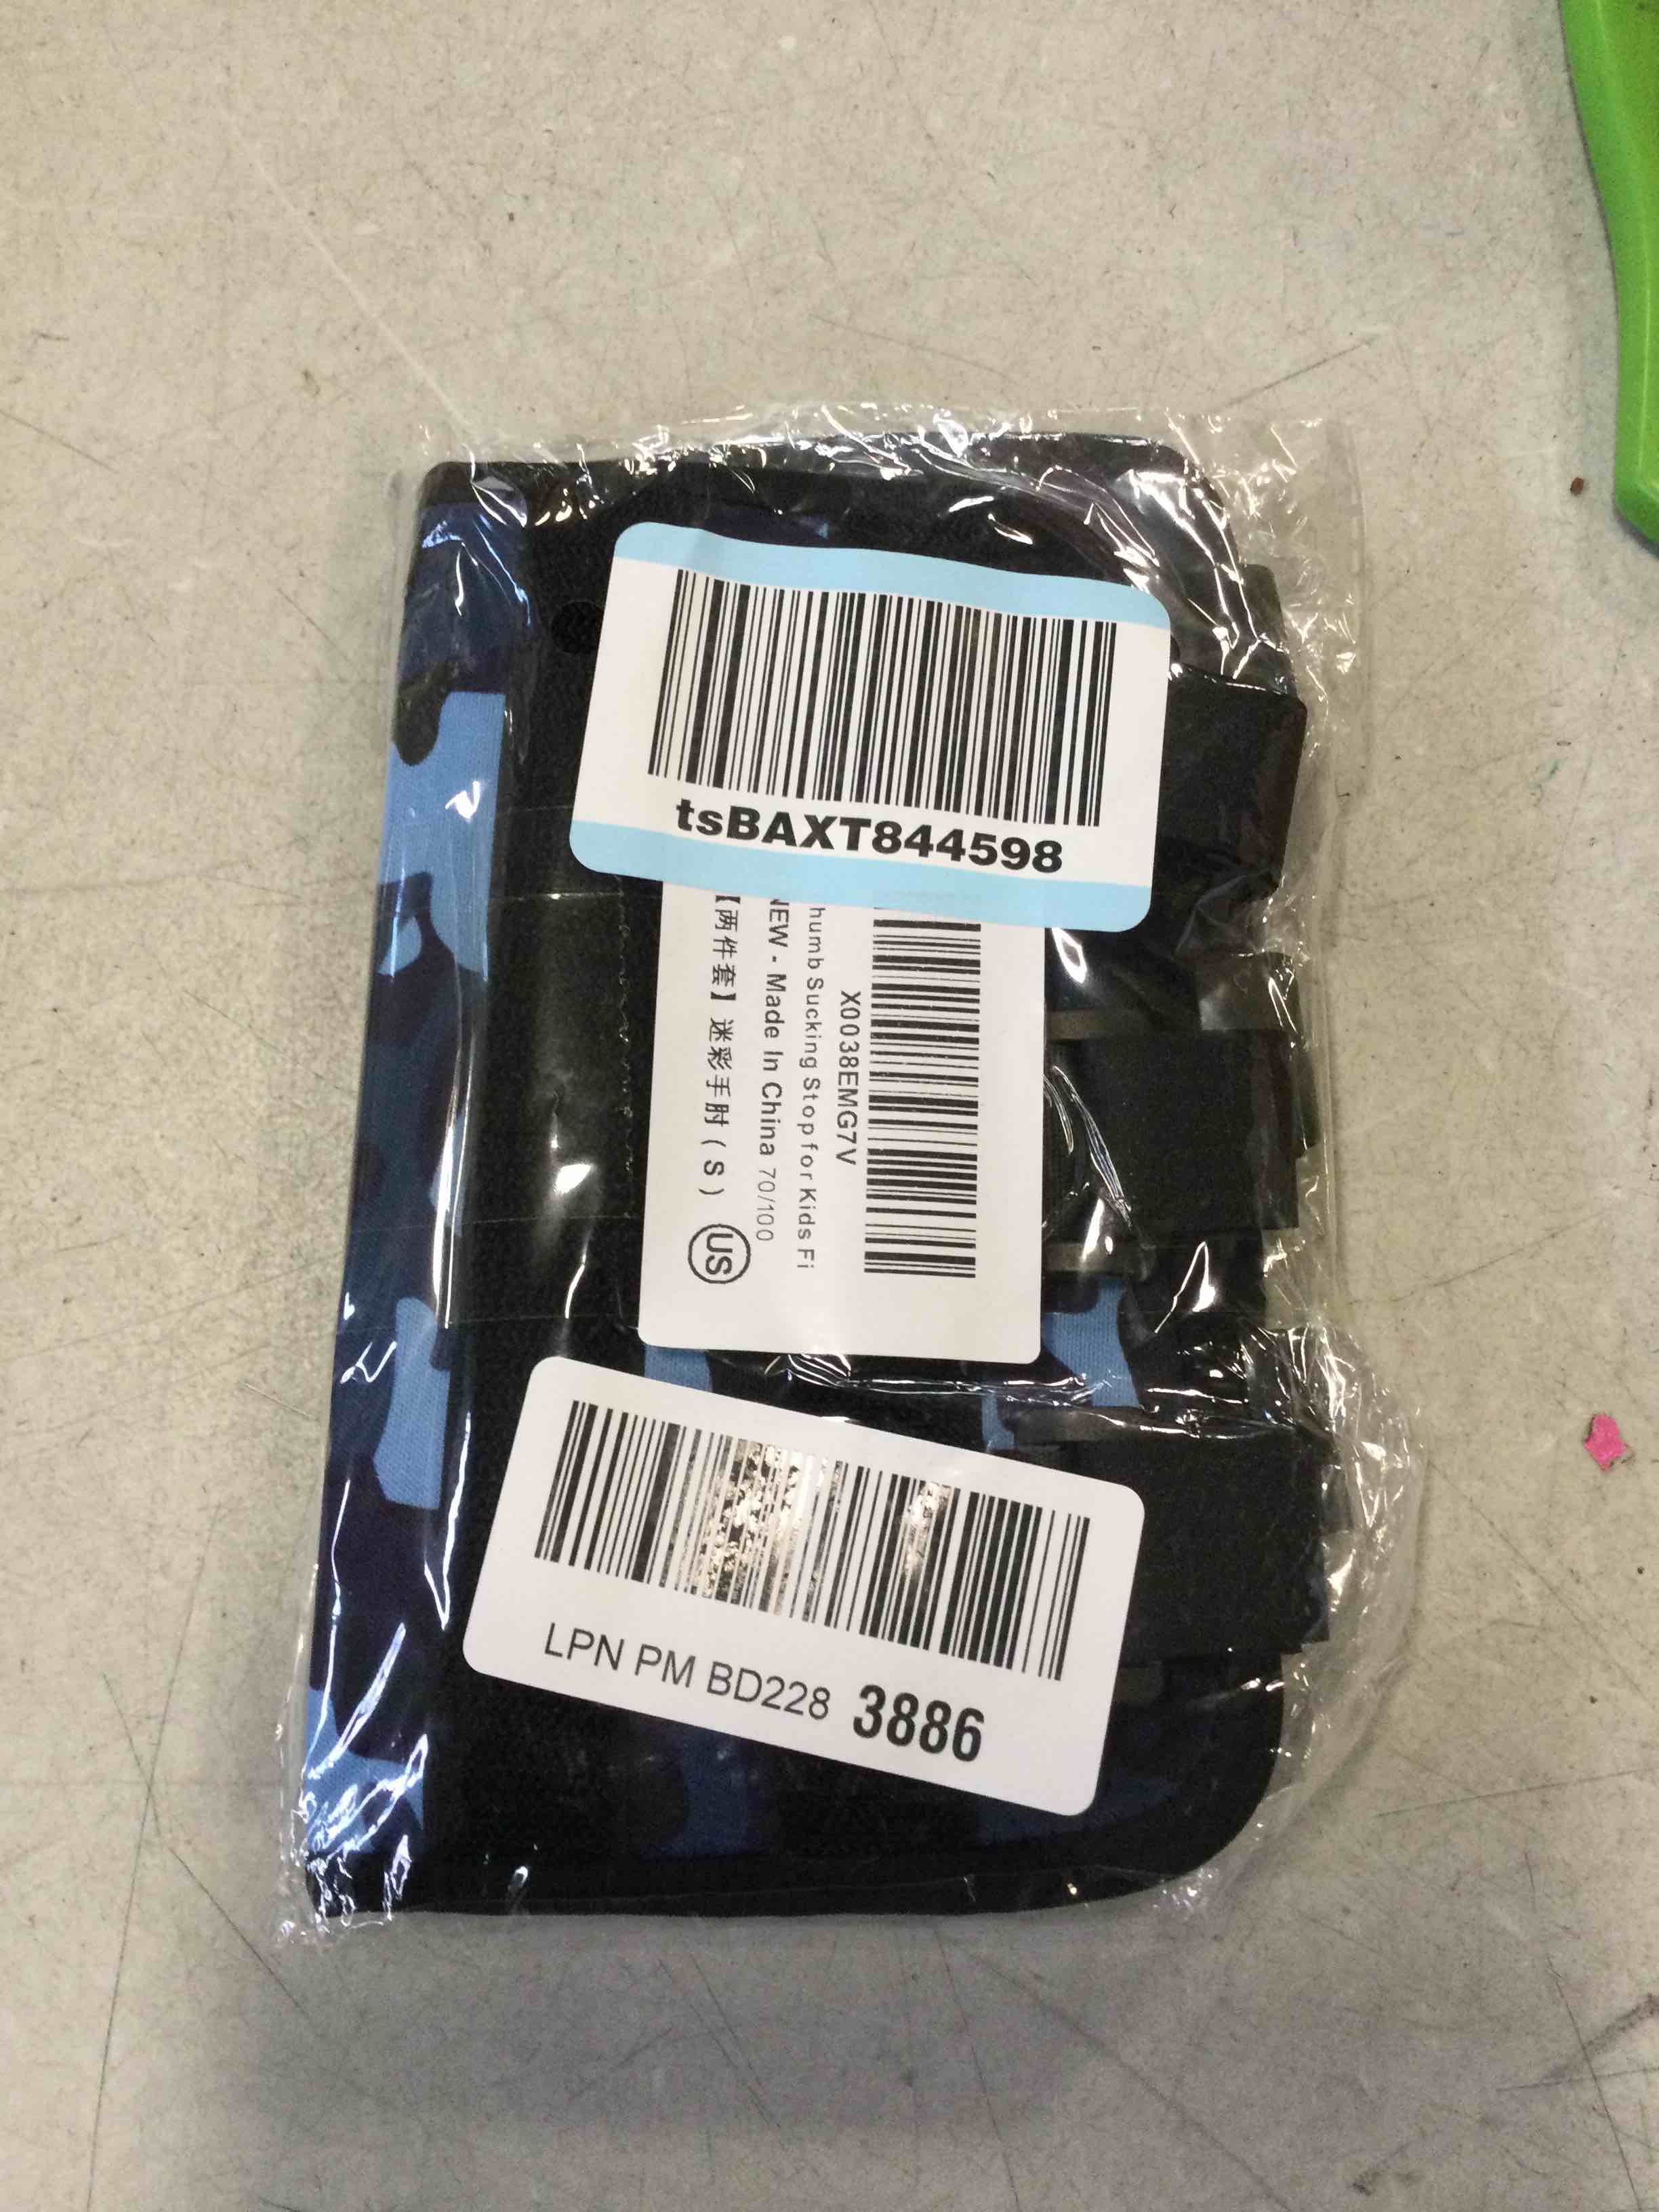 tsBAXT844598
X0038EMG7V
humb Sucking Stop for Kids Fi
NEW - Made In China 70/100
【两件套】迷彩手肘(S)
US
LPN PM BD228 3886